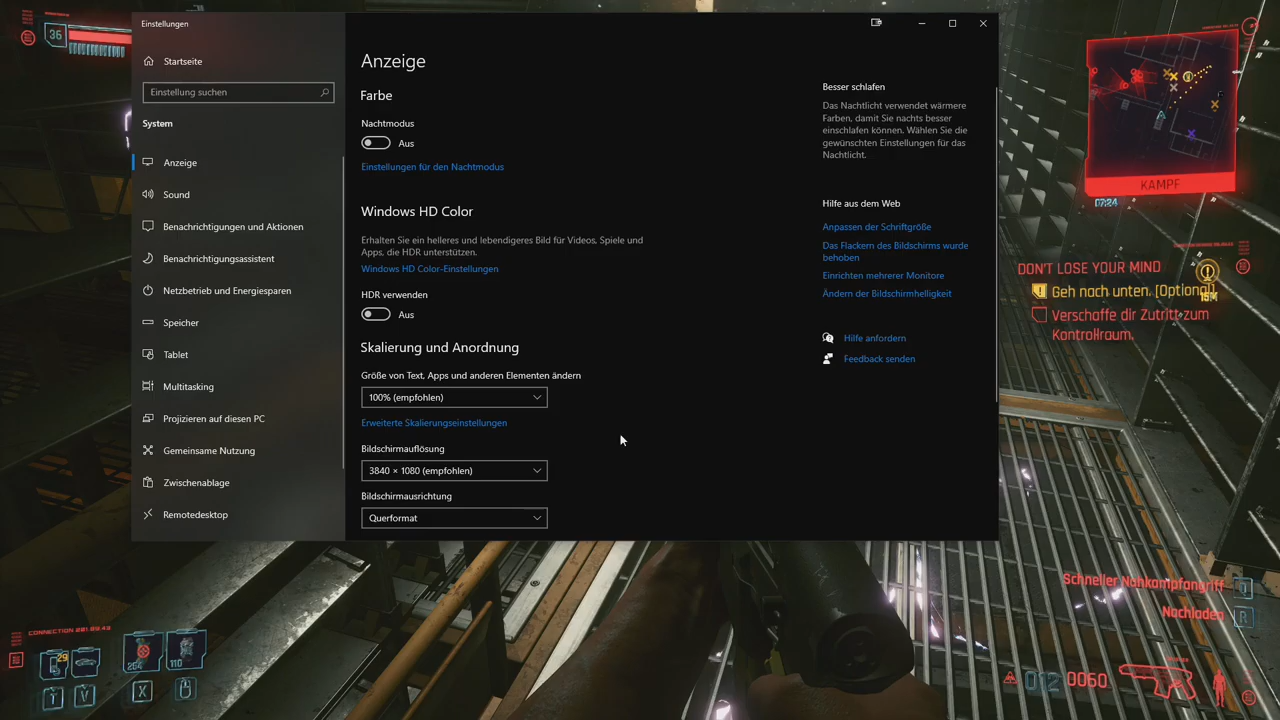 Einstellungen
Startseite
Einstellung suchen
System
Anzeige
Sound
Benachrichtigungen und Aktionen
Benachrichtigungsassistent
Netzbetrieb und Energiesparen
Speicher
Tablet
Multitasking
Projizieren auf diesen PC
Gemeinsame Nutzung
Zwischenablage
Remotedesktop
Anzeige
Farbe
Nachtmodus
Aus
Einstellungen für den Nachtmodus
Windows HD Color
Erhalten Sie ein helleres und lebendigeres Bild für Videos, Spiele und
Apps, die HDR unterstützen.
Windows HD Color-Einstellungen
HDR verwenden
Aus
Skalierung und Anordnung
Größe von Text, Apps und anderen Elementen ändern
100% (empfohlen)
Erweiterte Skalierungseinstellungen
Bildschirmauflösung
3840 × 1080 (empfohlen)
Bildschirmausrichtung
Querformat
Besser schlafen
Das Nachtlicht verwendet wärmere
Farben, damit Sie nachts besser
einschlafen können. Wählen Sie die
gewünschten Einstellungen für das
Nachtlicht.
Hilfe aus dem Web
Anpassen der Schriftgröße
Das Flackern des Bildschirms wurde
behoben
Einrichten mehrerer Monitore
Ändern der Bildschirmhelligkeit
Hilfe anfordern
Feedback senden
36
KAMPF
07:24
DON'T LOSE YOUR MIND
Geh nach unten. [Optional]
15M
Verschaffe dir Zutritt zum
Kontrollraum.
Schneller Nahkampfangriff
Nachladen R
012 0060
29
264
110
T Y X